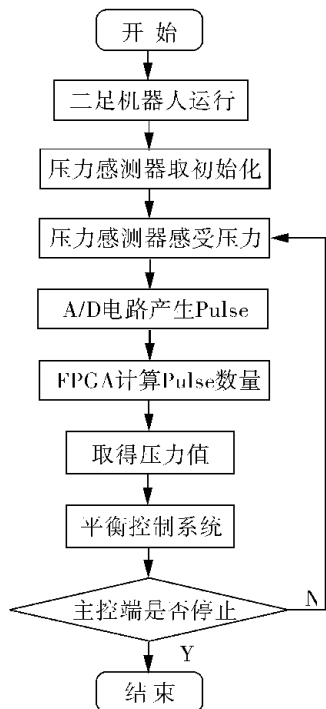 开 始
二足机器人运行
压力感测器取初始化
压力感测器感受压力
A/D电路产生Pulse
FPGA计算Pulse数量
取得压力值
平衡控制系统
主控端是否停止
N
Y
结 束